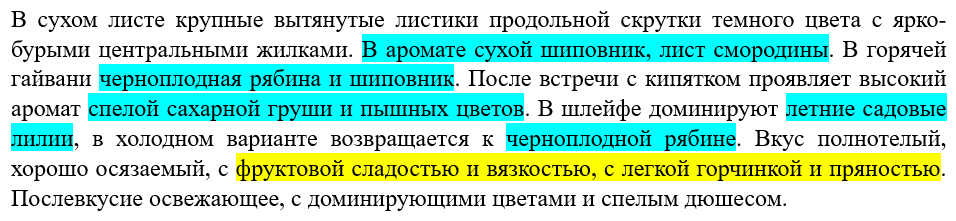 В сухом листе крупные вытянутые листики продольной скрутки темного цвета с ярко-
бурыми центральными жилками. В аромате сухой шиповник, лист смородины. В горячей
гайвани черноплодная рябина и шиповник. После встречи с кипятком проявляет высокий
аромат спелой сахарной груши и пышных цветов. В шлейфе доминируют летние садовые
лилии, в холодном варианте возвращается к черноплодной рябине. Вкус полнотелый,
хорошо осязаемый, с фруктовой сладостью и вязкостью, с легкой горчинкой и пряностью.
Послевкусие освежающее, с доминирующими цветами и спелым дюшесом.